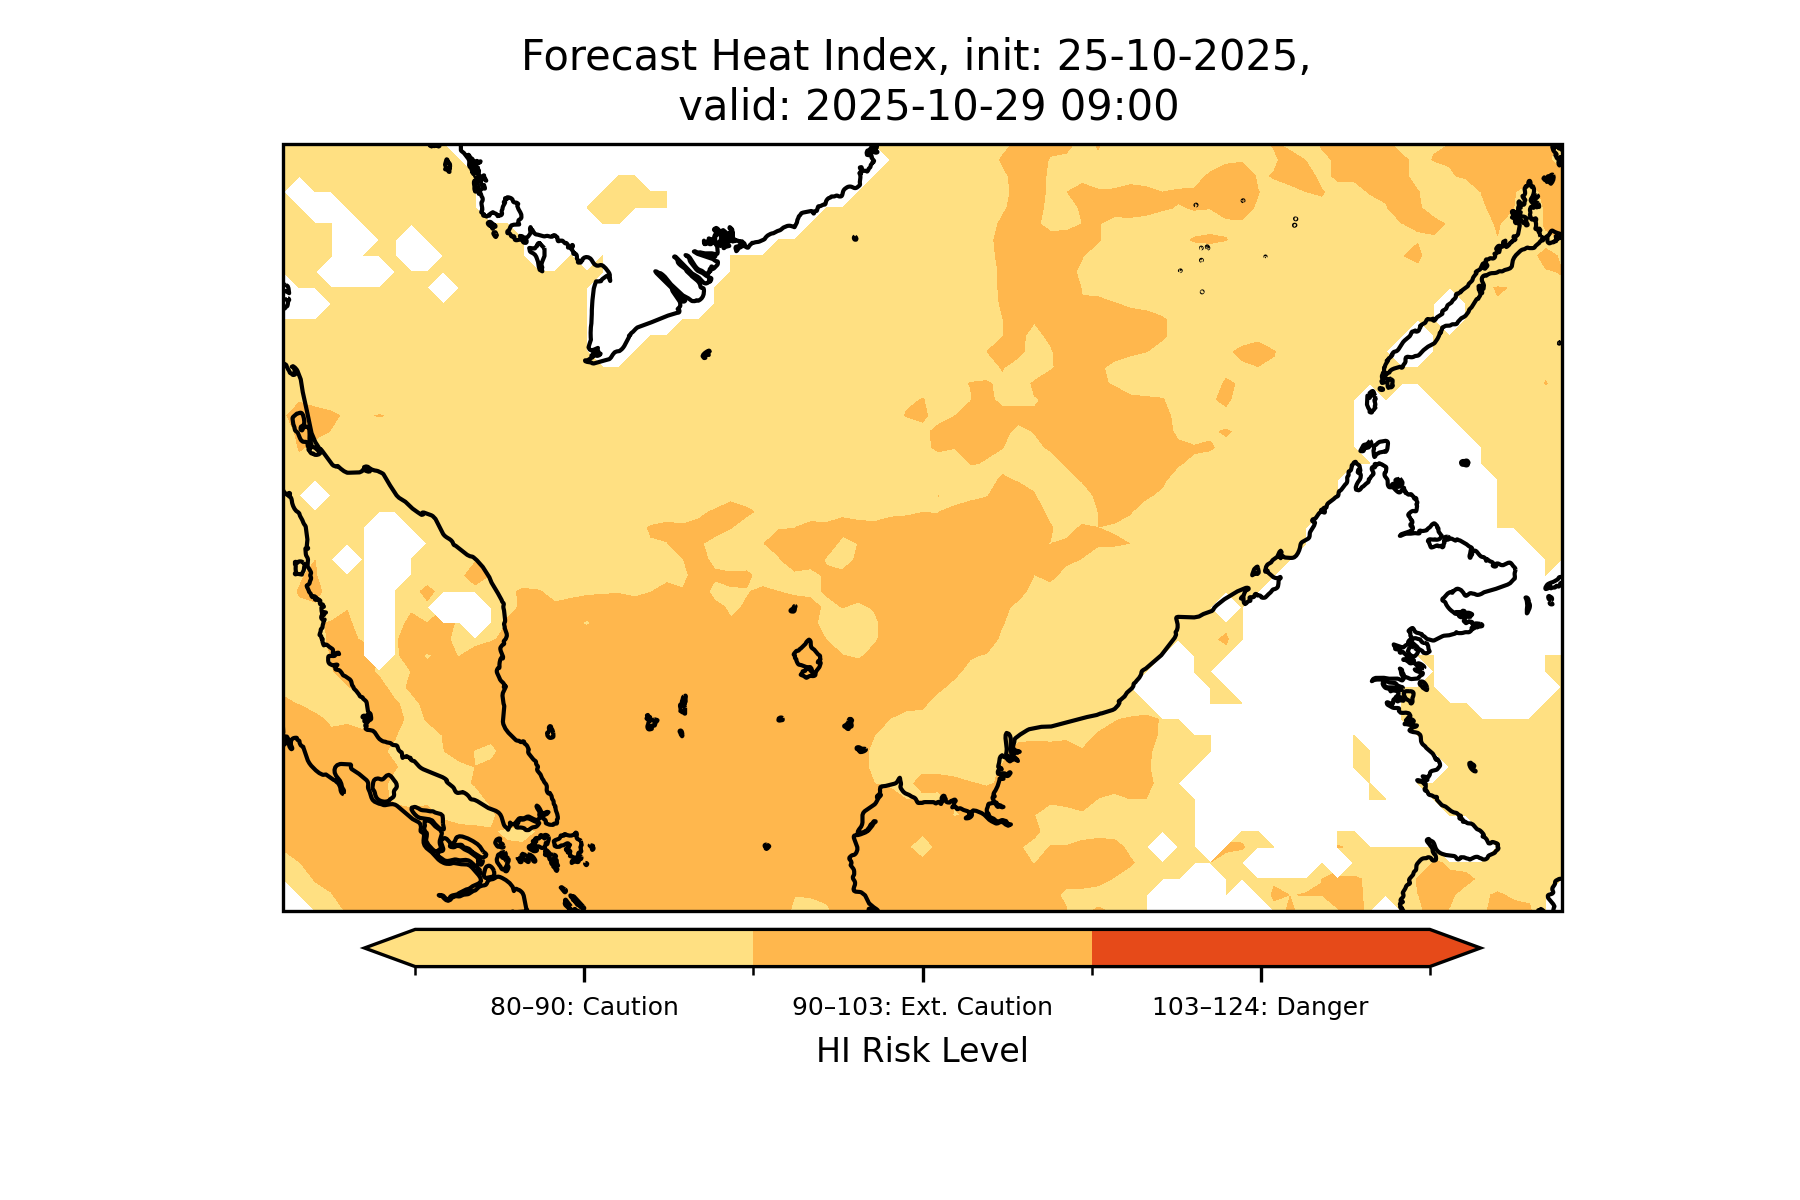 Forecast Heat Index, init: 25-10-2025,
valid: 2025-10-29 09:00
80–90: Caution
90–103: Ext. Caution
103–124: Danger
HI Risk Level